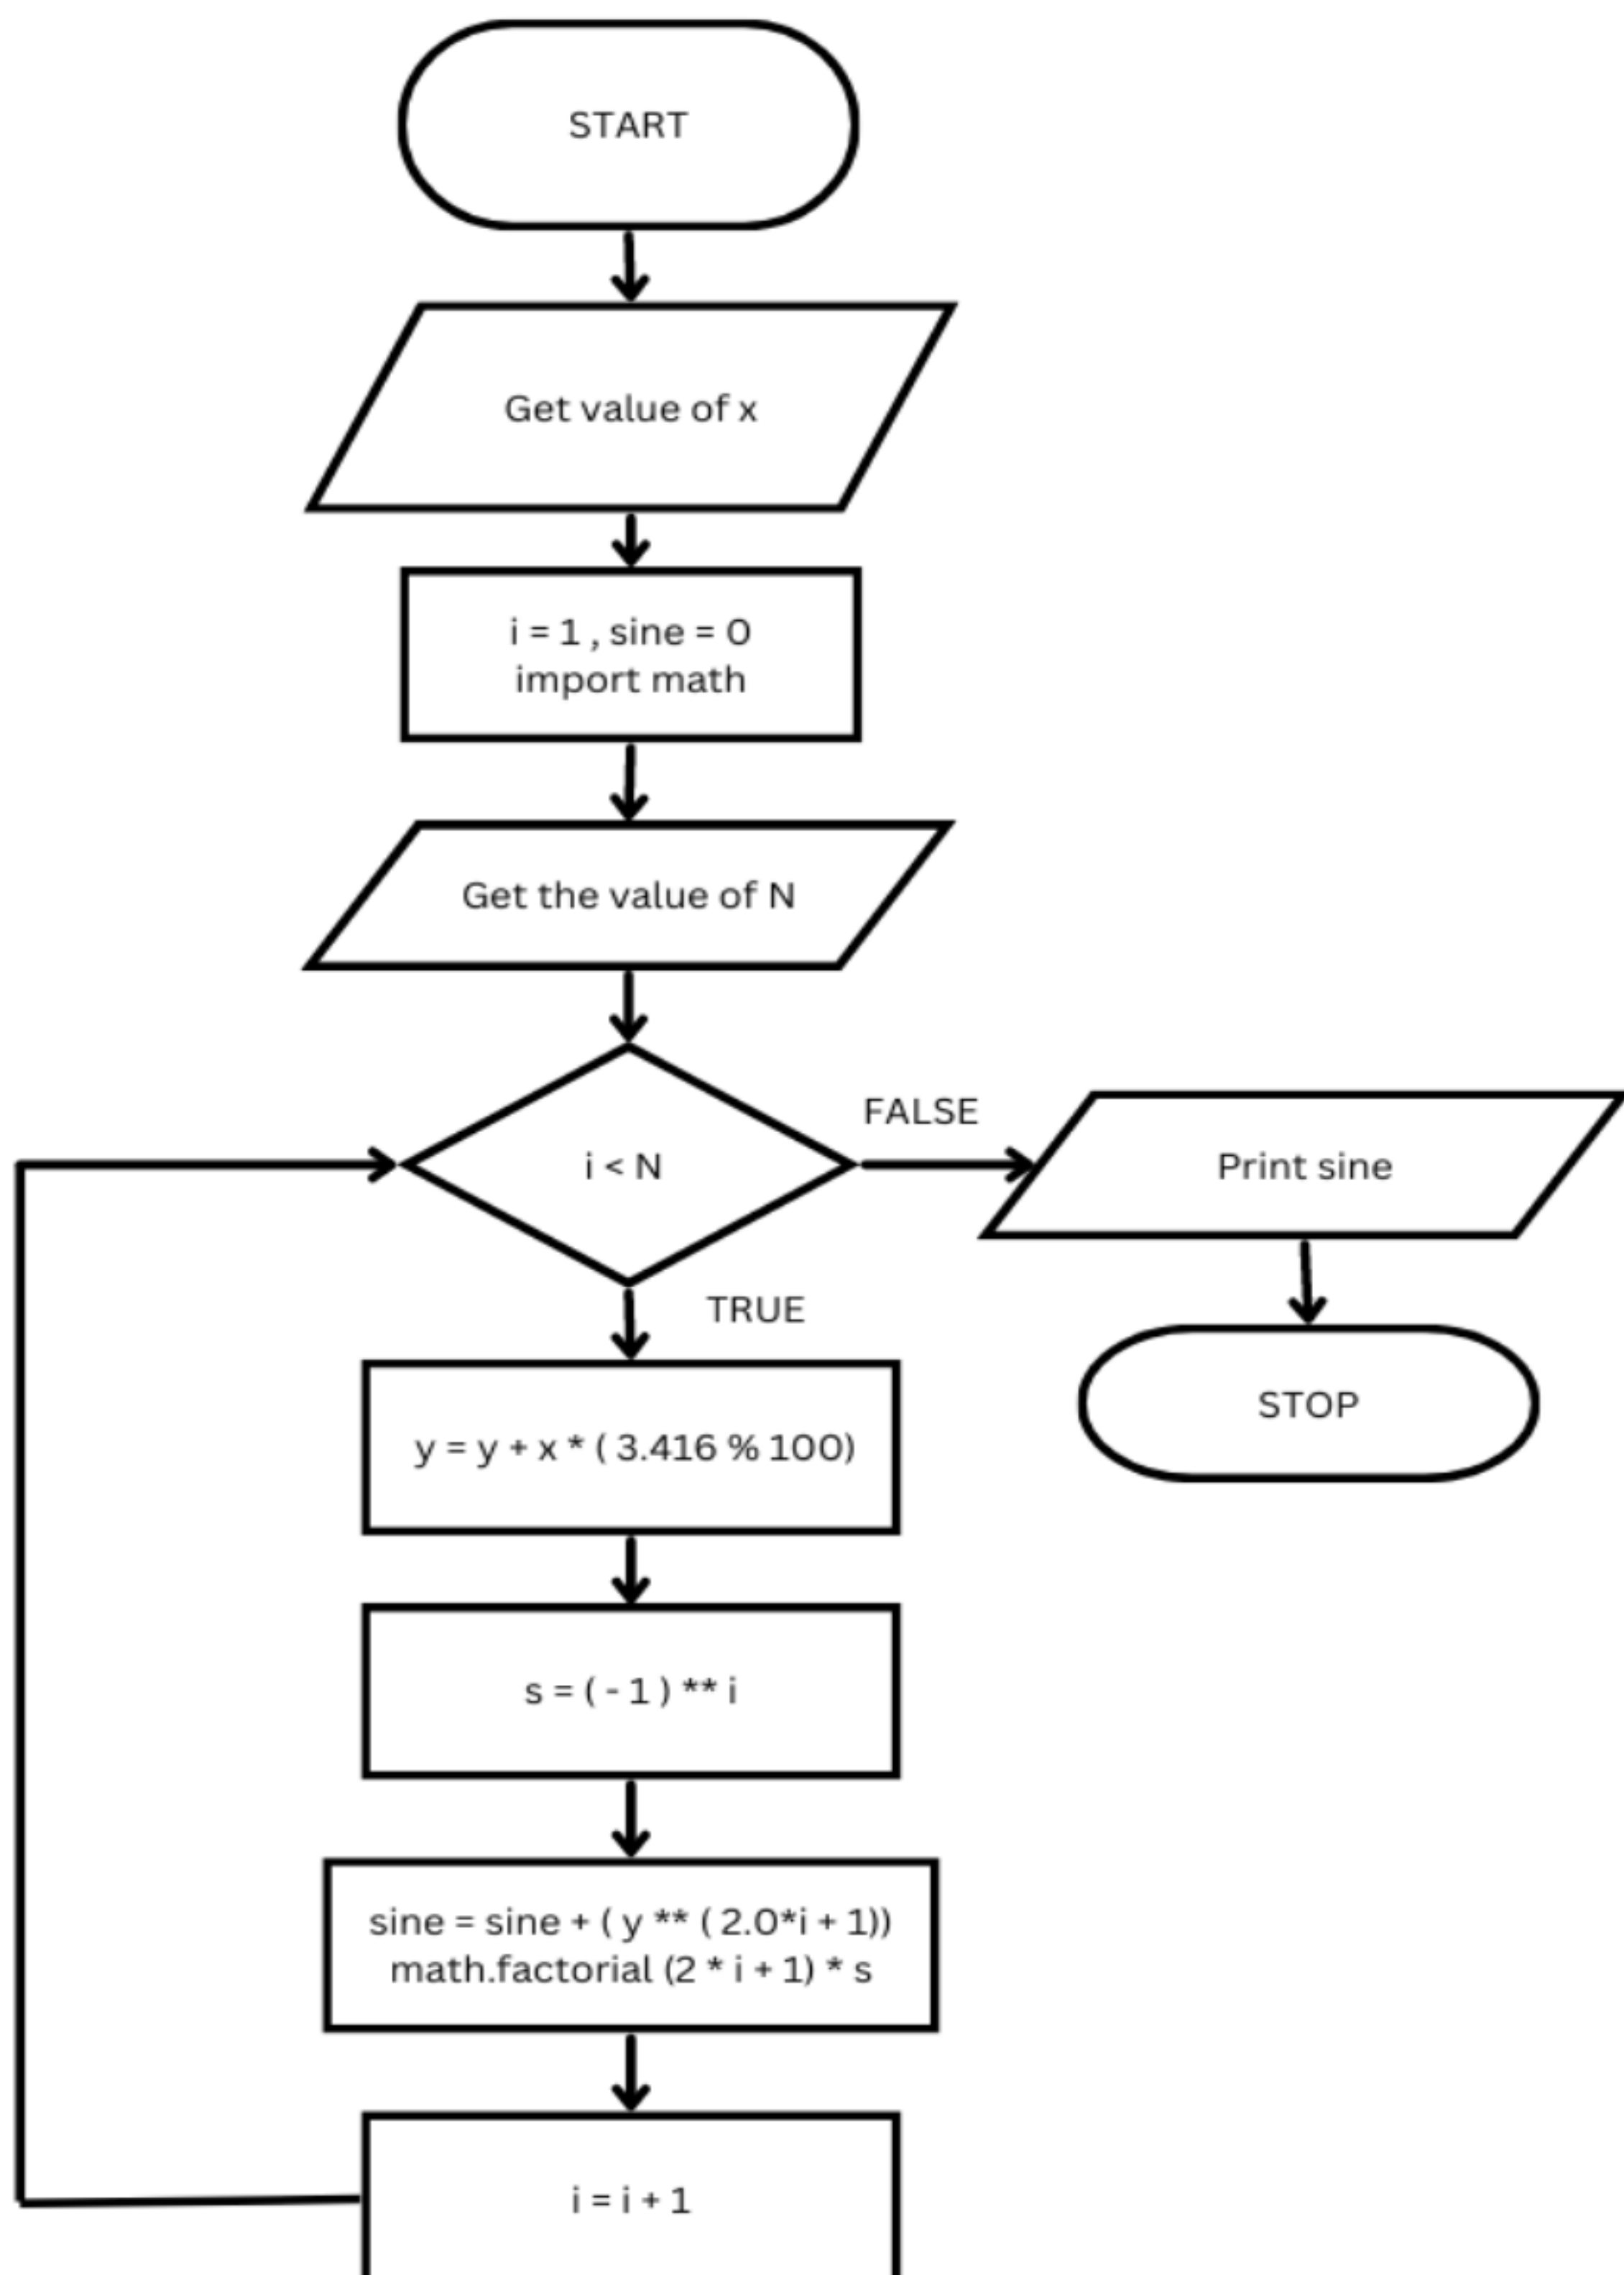 START
Get value of x
i = 1 , sine = 0
import math
Get the value of N
i < N
FALSE
Print sine
STOP
TRUE
y = y + x * ( 3.416 % 100)
s = ( - 1 ) ** i
sine = sine + ( y ** ( 2.0*i + 1))
math.factorial (2 * i + 1) * s
i = i + 1